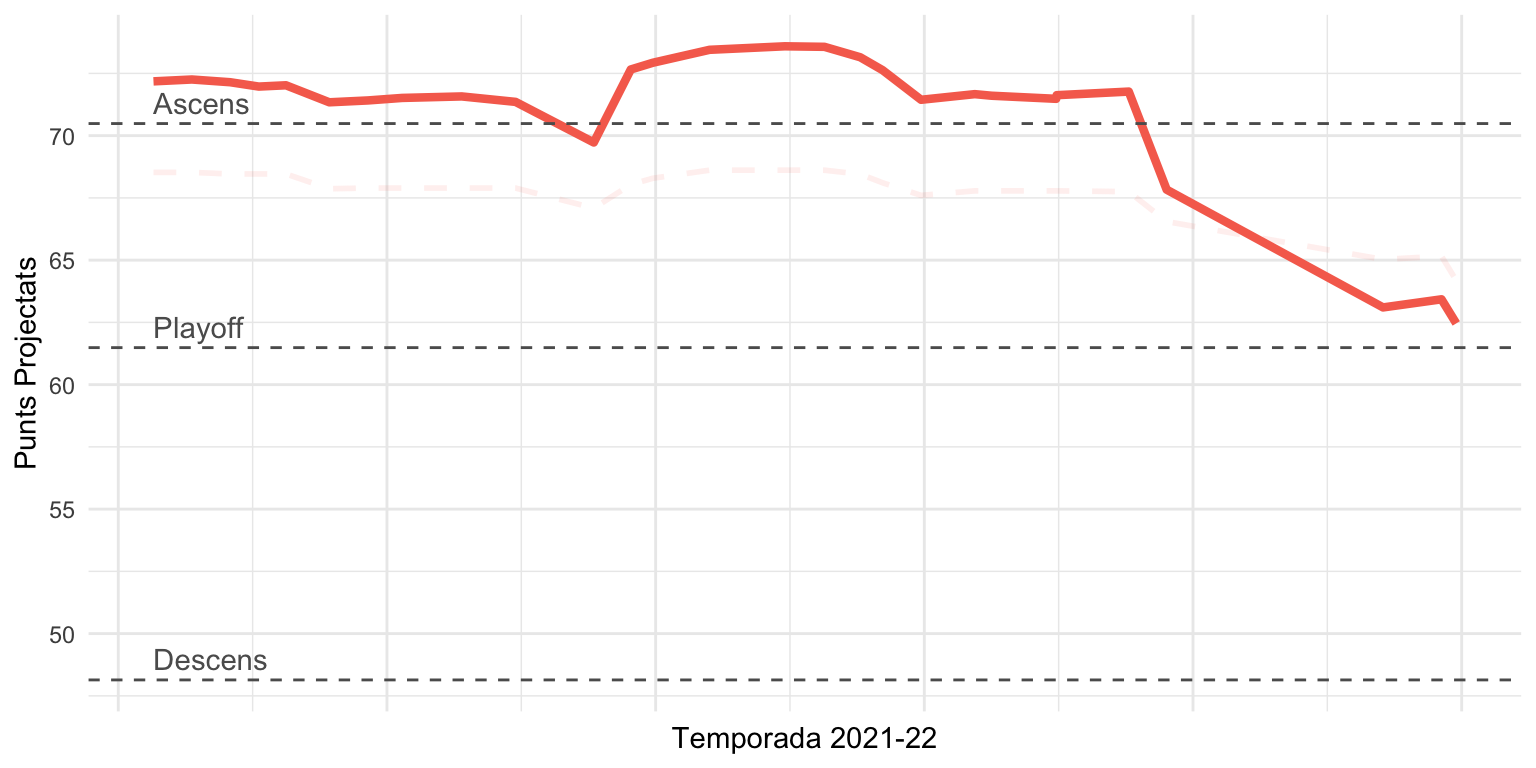 Ascens
70
65
Playoff
60
55
50
Descens
Punts Projectats
Temporada 2021-22